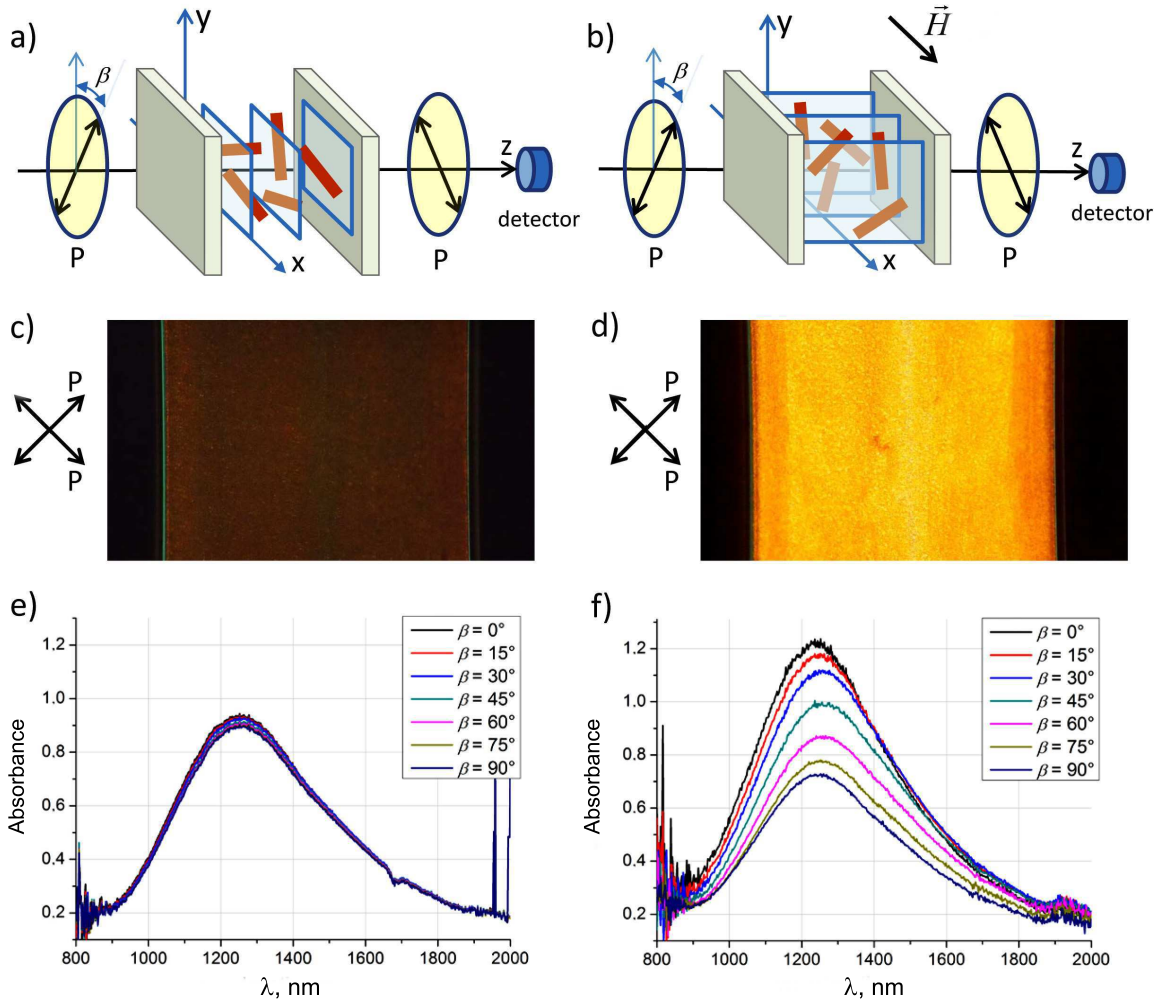 a)
y
β
P
P
z
detector
x
b)
H
y
β
P
P
z
detector
x
c)
P
P
d)
P
P
e)
Absorbance
1.2
1.0
0.8
0.6
0.4
0.2
800 1000 1200 1400 1600 1800 2000
λ, nm
β = 0°
β = 15°
β = 30°
β = 45°
β = 60°
β = 75°
β = 90°
f)
Absorbance
1.2
1.0
0.8
0.6
0.4
0.2
800 1000 1200 1400 1600 1800 2000
λ, nm
β = 0°
β = 15°
β = 30°
β = 45°
β = 60°
β = 75°
β = 90°